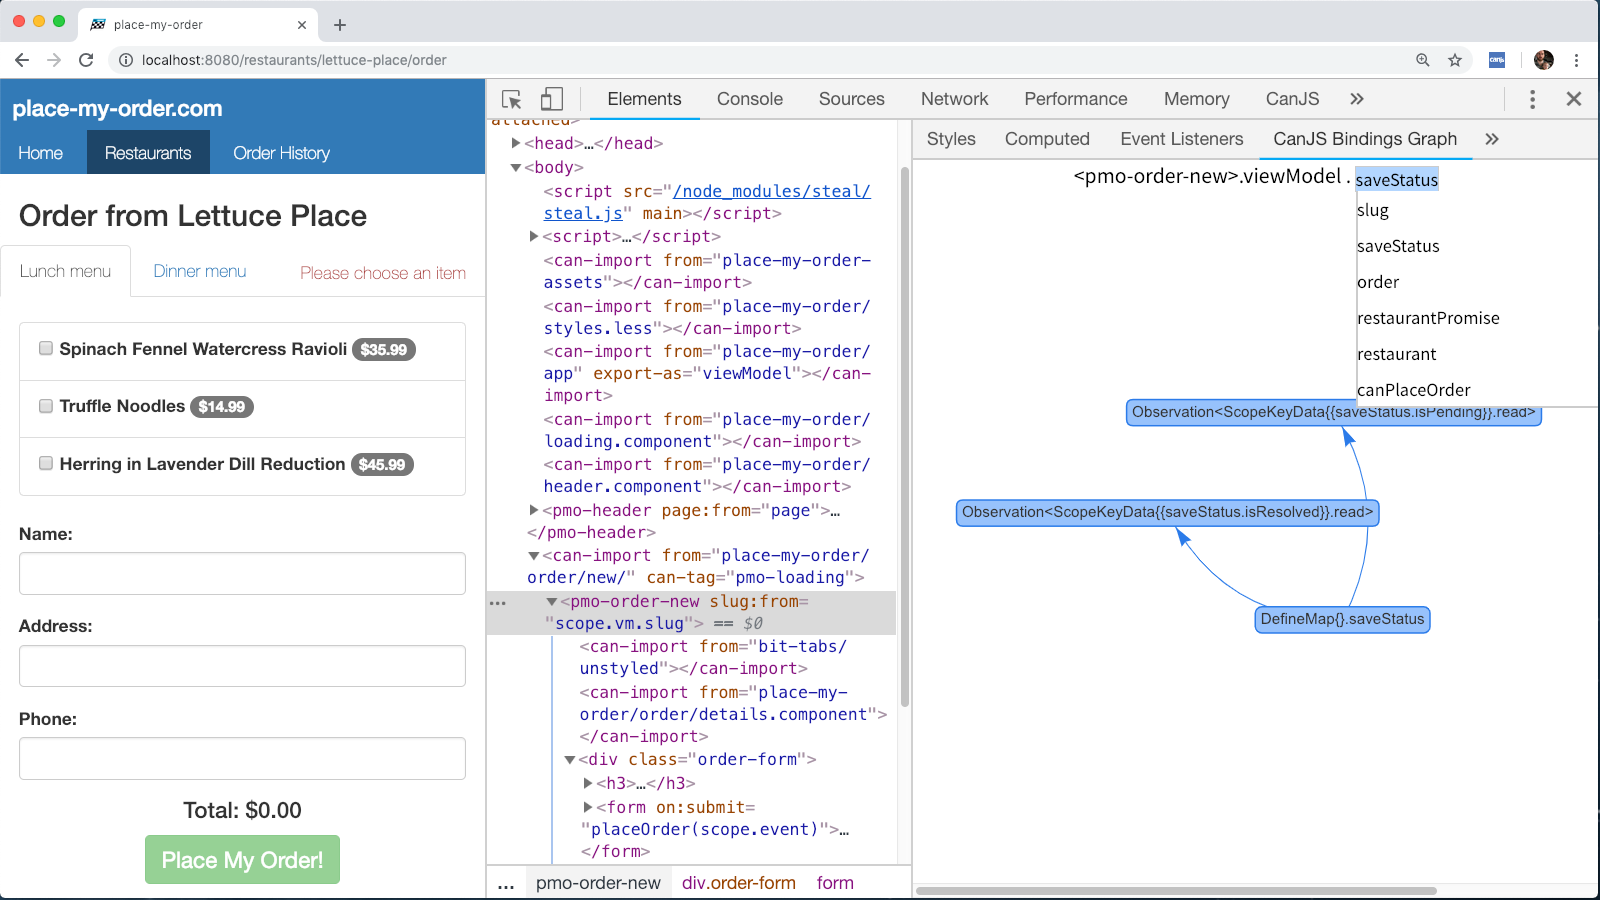 place-my-order
localhost:8080/restaurants/lettuce-place/order
canjs
place-my-order.com
Home
Restaurants
Order History
Order from Lettuce Place
Lunch menu
Dinner menu
Please choose an item
Spinach Fennel Watercress Ravioli $35.99
Truffle Noodles $14.99
Herring in Lavender Dill Reduction $45.99
Name:
Address:
Phone:
Total: $0.00
Place My Order!
Elements
Console
Sources
Network
Performance
Memory
CanJS
attached>
<head>…</head>
<body>
<script src="/node_modules/steal/
steal.js" main></script>
<script>…</script>
<can-import from="place-my-order-
assets"></can-import>
<can-import from="place-my-order/
styles.less"></can-import>
<can-import from="place-my-order/
app" export-as="viewModel"></can-
import>
<can-import from="place-my-order/
loading.component"></can-import>
<can-import from="place-my-order/
header.component"></can-import>
<pmo-header page:from="page">…
</pmo-header>
<can-import from="place-my-order/
order/new/" can-tag="pmo-loading">
… <pmo-order-new slug:from=
"scope.vm.slug"> == $0
<can-import from="bit-tabs/
unstyled"></can-import>
<can-import from="place-my-
order/order/details.component">
</can-import>
<div class="order-form">
<h3>…</h3>
<form on:submit=
"placeOrder(scope.event)">…
</form>
… pmo-order-new div.order-form form
Styles
Computed
Event Listeners
CanJS Bindings Graph
<pmo-order-new>.viewModel . saveStatus
slug
saveStatus
order
restaurantPromise
restaurant
canPlaceOrder
Observation<ScopeKeyData{{saveStatus.isPending}}.read>
Observation<ScopeKeyData{{saveStatus.isResolved}}.read>
DefineMap{}.saveStatus